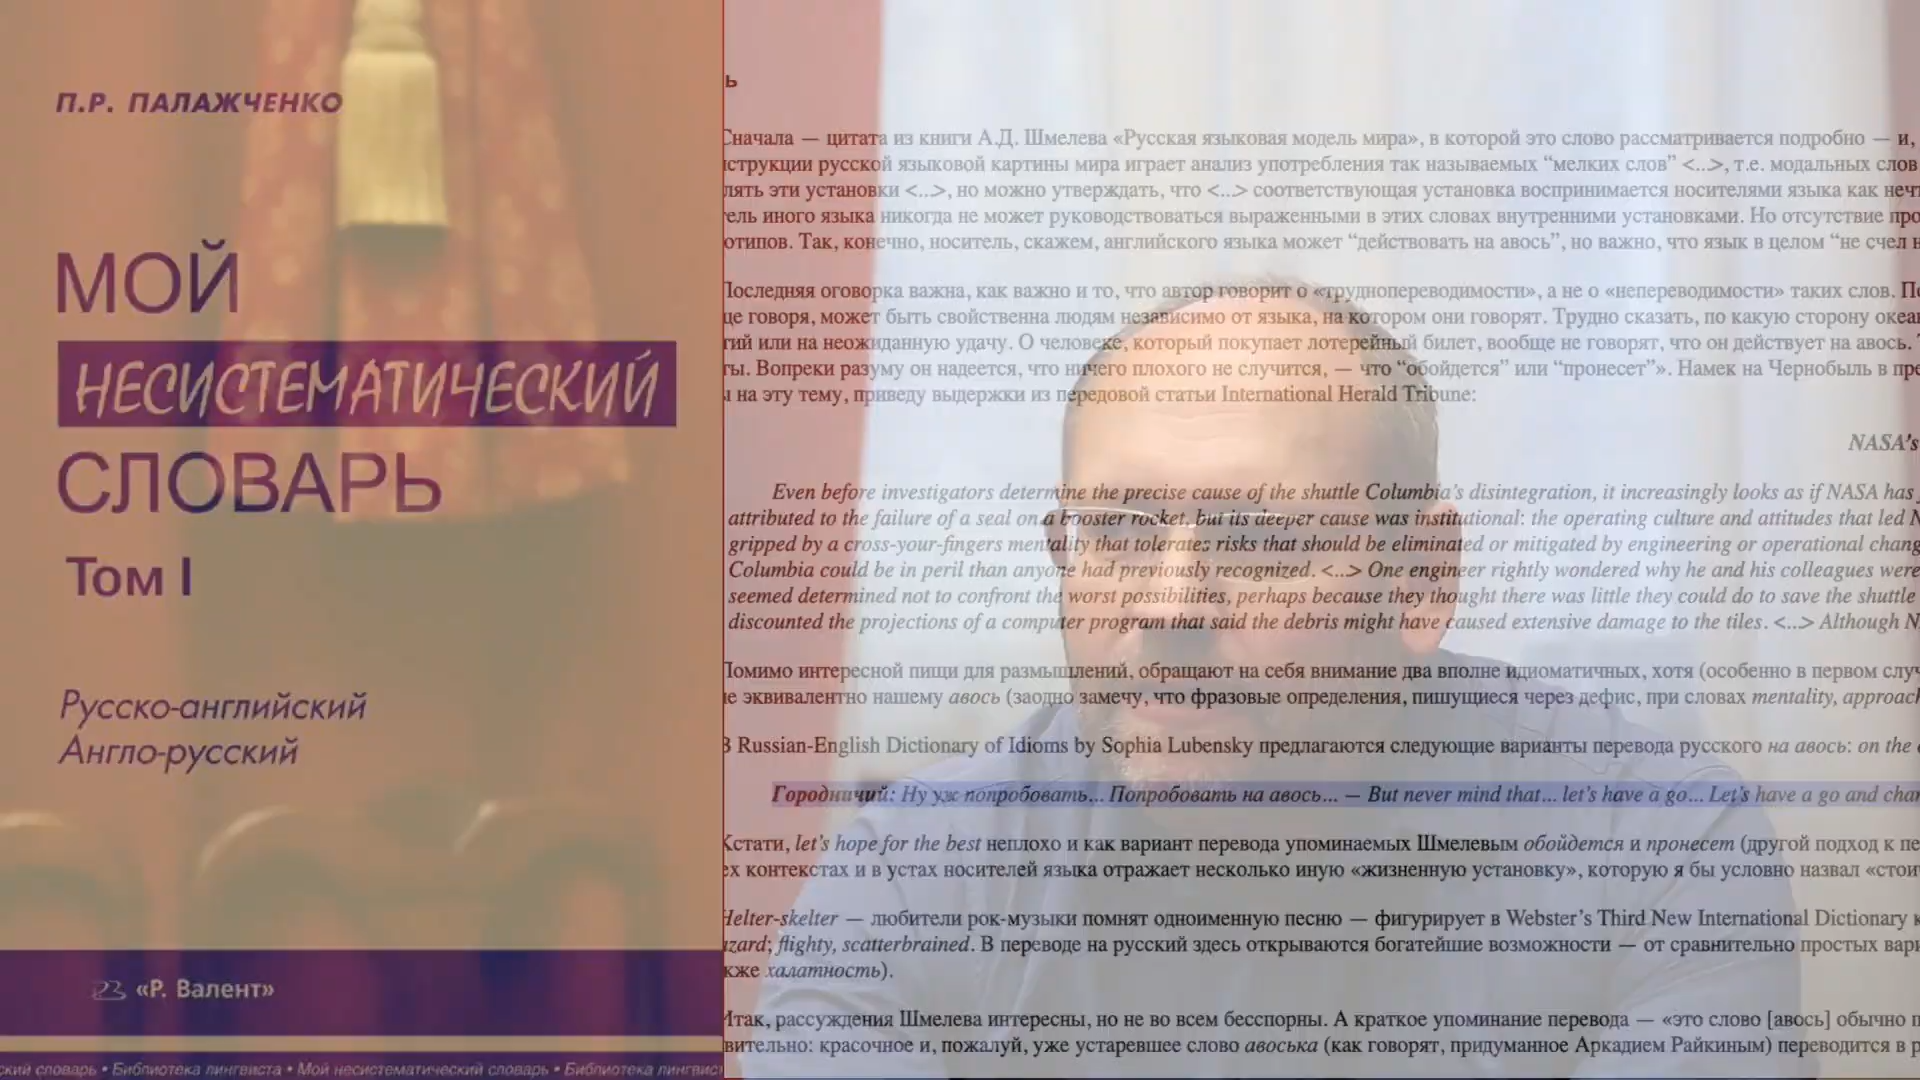 П.Р. ПАЛАЖЧЕНКО
МОЙ
НЕСИСТЕМАТИЧЕСКИЙ
СЛОВАРЬ
Том I
Русско-английский
Англо-русский
«Р. Валент»
ский словарь • Библиотека лингвиста • Мой несистематический словарь • Библиотека лингвис
ь
Сначала — цитата из книги А.Д. Шмелева «Русская языковая модель мира», в которой это слово рассматривается подробно — и,
струкции русской языковой картины мира играет анализ употребления так называемых “мелких слов” <...>, т.е. модальных слов
лять эти установки <...>, но можно утверждать, что <...> соответствующая установка воспринимается носителями языка как нечт
тель иного языка никогда не может руководствоваться выраженными в этих словах внутренними установками. Но отсутствие про
отипов. Так, конечно, носитель, скажем, английского языка может “действовать на авось”, но важно, что язык в целом “не счел н
Последняя оговорка важна, как важно и то, что автор говорит о «труднопереводимости», а не о «непереводимости» таких слов. По
ще говоря, может быть свойственна людям независимо от языка, на котором они говорят. Трудно сказать, по какую сторону океан
тий или на неожиданную удачу. О человеке, который покупает лотерейный билет, вообще не говорят, что он действует на авось. Т
ты. Вопреки разуму он надеется, что ничего плохого не случится, — что “обойдется” или “пронесет”». Намек на Чернобыль в пре
ы на эту тему, приведу выдержки из передовой статьи International Herald Tribune:
NASA’s
Even before investigators determine the precise cause of the shuttle Columbia’s disintegration, it increasingly looks as if NASA has
attributed to the failure of a seal on a booster rocket, but its deeper cause was institutional: the operating culture and attitudes that led N
gripped by a cross-your-fingers mentality that tolerates risks that should be eliminated or mitigated by engineering or operational chang
Columbia could be in peril than anyone had previously recognized. <...> One engineer rightly wondered why he and his colleagues were
seemed determined not to confront the worst possibilities, perhaps because they thought there was little they could do to save the shuttle
discounted the projections of a computer program that said the debris might have caused extensive damage to the tiles. <...> Although N
Помимо интересной пищи для размышлений, обращают на себя внимание два вполне идиоматичных, хотя (особенно в первом случ
не эквивалентно нашему авось (заодно замечу, что фразовые определения, пишущиеся через дефис, при словах mentality, approach
В Russian-English Dictionary of Idioms by Sophia Lubensky предлагаются следующие варианты перевода русского на авось: on the
Городничий: Ну уж попробовать... Попробовать на авось... — But never mind that... let’s have a go... Let’s have a go and chan
Кстати, let’s hope for the best неплохо и как вариант перевода упоминаемых Шмелевым обойдется и пронесет (другой подход к пе
ех контекстах и в устах носителей языка отражает несколько иную «жизненную установку», которую я бы условно назвал «стои
Helter-skelter — любители рок-музыки помнят одноименную песню — фигурирует в Webster’s Third New International Dictionary к
zard; flighty, scatterbrained. В переводе на русский здесь открываются богатейшие возможности — от сравнительно простых вари
кже халатность).
Итак, рассуждения Шмелева интересны, но не во всем бесспорны. А краткое упоминание перевода — «это слово [авось] обычно п
вительно: красочное и, пожалуй, уже устаревшее слово авоська (как говорят, придуманное Аркадием Райкиным) переводится в р